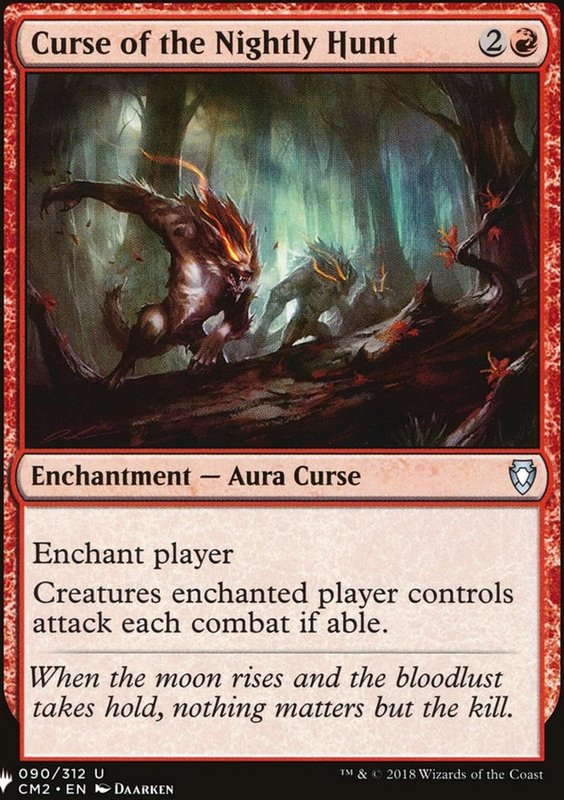 Curse of the Nightly Hunt 2
Enchantment — Aura Curse
Enchant player
Creatures enchanted player controls
attack each combat if able.
When the moon rises and the bloodlust
takes hold, nothing matters but the kill.
090/312 U
CM2 • EN DAARKEN
™ & © 2018 Wizards of the Coast